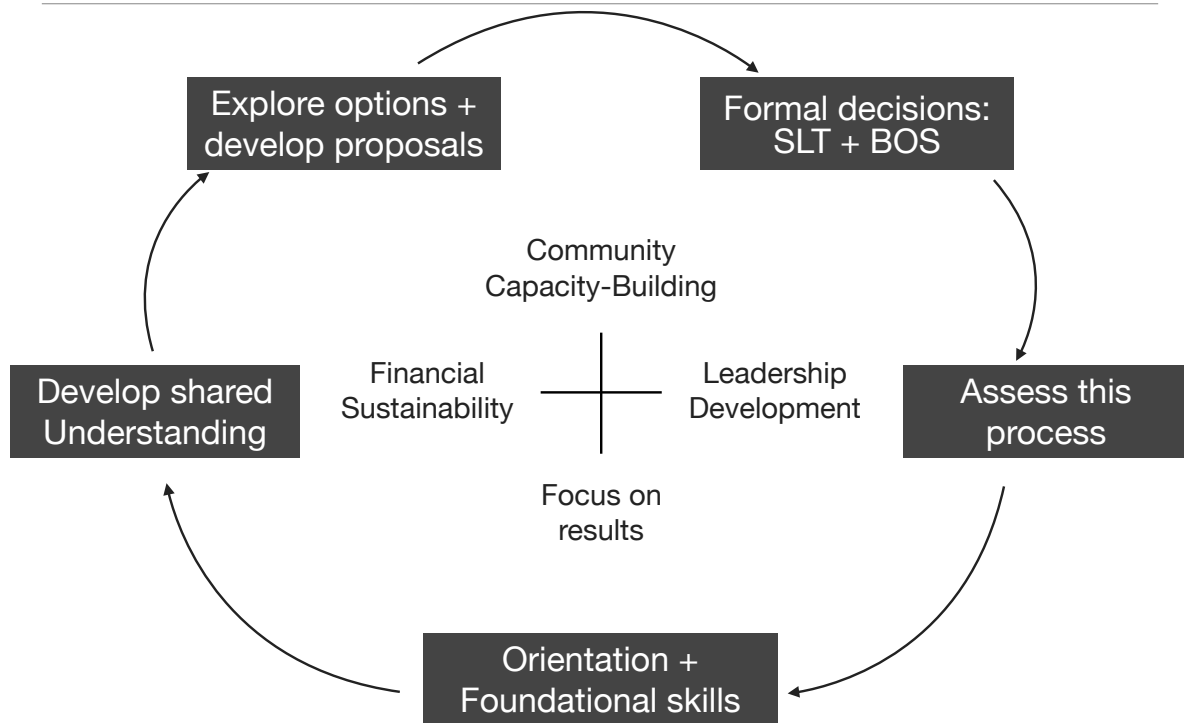 Explore options +
develop proposals
Formal decisions:
SLT + BOS
Community
Capacity-Building
Financial
Sustainability
Leadership
Development
Develop shared
Understanding
Assess this
process
Focus on
results
Orientation +
Foundational skills